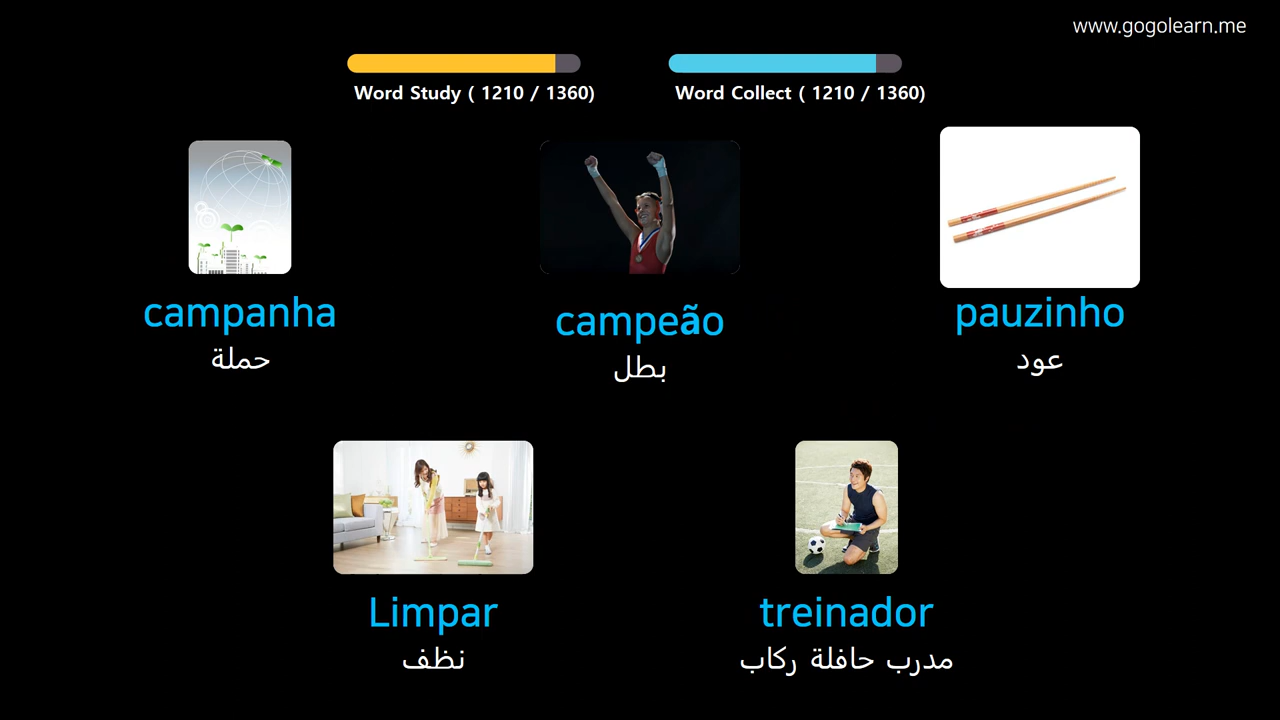 www.gogolearn.me
Word Study ( 1210 / 1360)
Word Collect ( 1210 / 1360)
campanha
حملة
campeão
بطل
pauzinho
عود
Limpar
نظف
treinador
مدرب حافلة ركاب